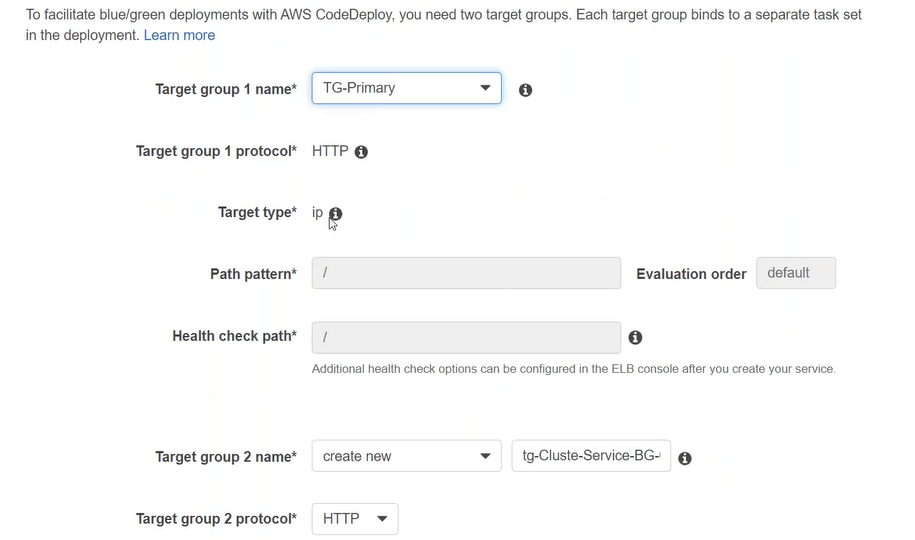 To facilitate blue/green deployments with AWS CodeDeploy, you need two target groups. Each target group binds to a separate task set
in the deployment. Learn more
Target group 1 name* TG-Primary
Target group 1 protocol* HTTP
Target type* ip
Path pattern* / Evaluation order default
Health check path* /
Additional health check options can be configured in the ELB console after you create your service.
Target group 2 name* create new tg-Cluste-Service-BG-
Target group 2 protocol* HTTP